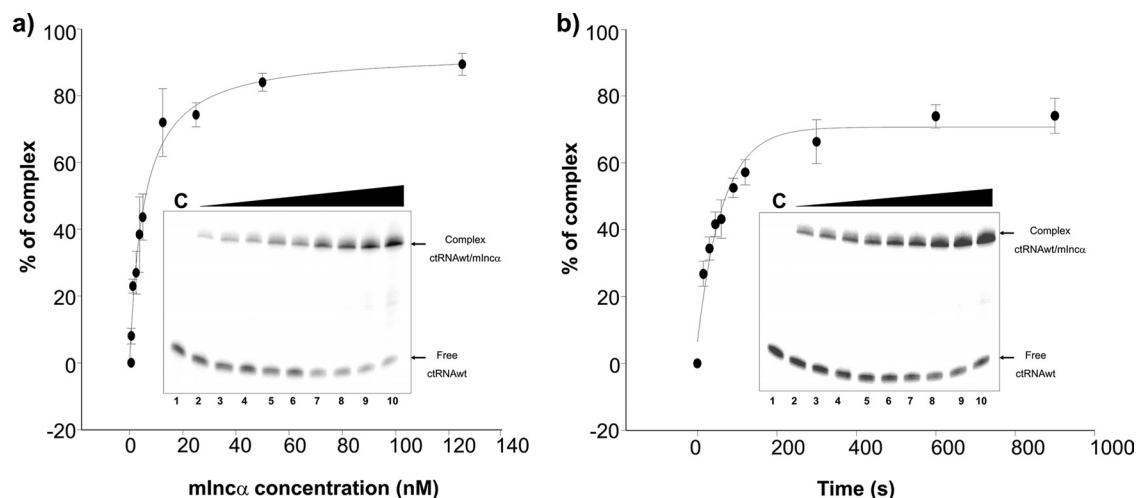 a)
% of complex
100
80
60
40
20
0
-20
C
Complex
ctRNAwt/mIncα
Free
ctRNAwt
1 2 3 4 5 6 7 8 9 10
0 20 40 60 80 100 120 140
mIncα concentration (nM)
b)
% of complex
100
80
60
40
20
0
-20
C
Complex
ctRNAwt/mIncα
Free
ctRNAwt
1 2 3 4 5 6 7 8 9 10
0 200 400 600 800 1000
Time (s)